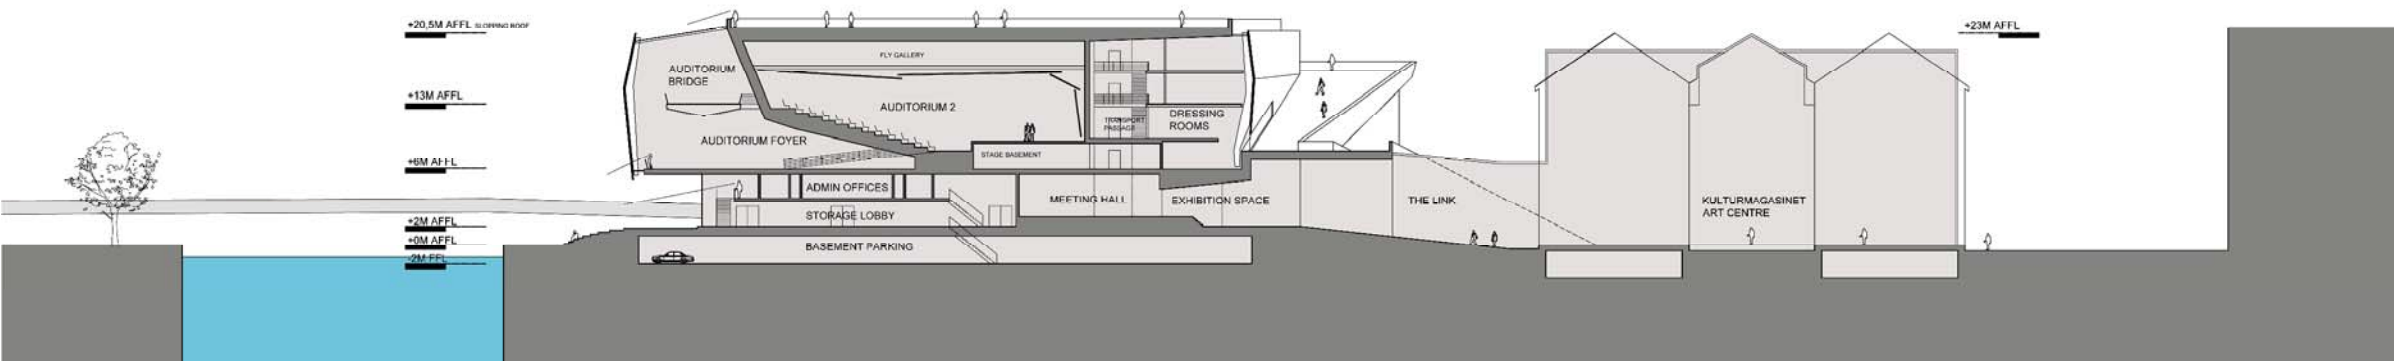 +20,5M AFFL SLOPPING ROOF
+23M AFFL
FLY GALLERY
AUDITORIUM
BRIDGE
+13M AFFL
AUDITORIUM 2
DRESSING
ROOMS
TRANSPORT
PASSAGE
AUDITORIUM FOYER
STAGE BASEMENT
+6M AFFL
ADMIN OFFICES
MEETING HALL
EXHIBITION SPACE
THE LINK
KULTURMAGASINET
ART CENTRE
STORAGE LOBBY
+2M AFFL
+0M AFFL
BASEMENT PARKING
-2M FFL